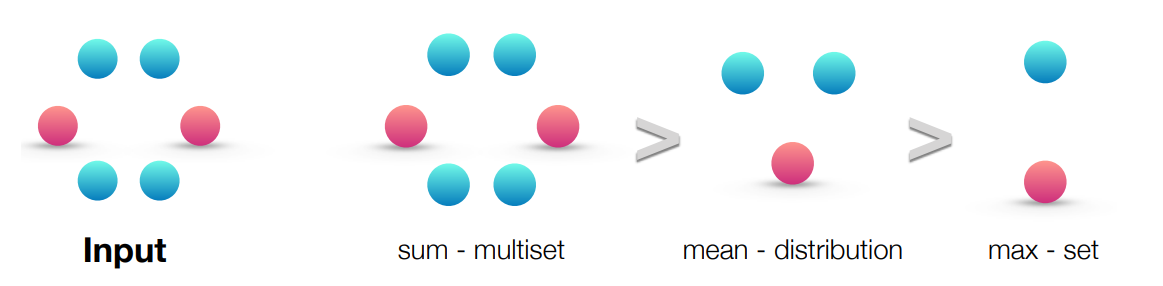 Input
sum - multiset
>
mean - distribution
>
max - set